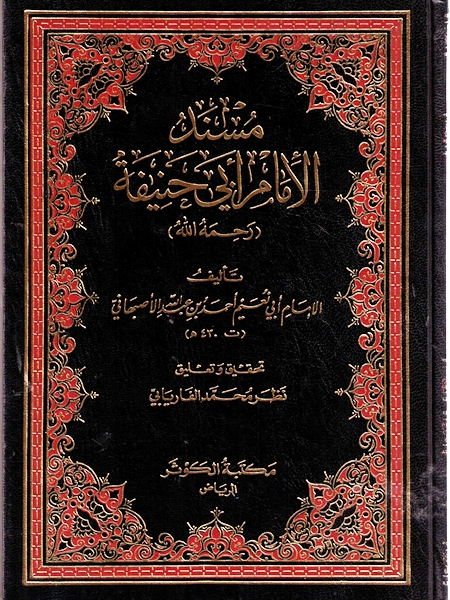 مسند
الإمام أبي حنيفة
(رحمه الله)
تأليف
الإمام أبي نعيم أحمد بن عبد الله الأصبهاني
(ت ٤٣٠ هـ)
تحقيق وتعليق
نظر محمد الفاريابي
مكتبة الكوثر
الرياض